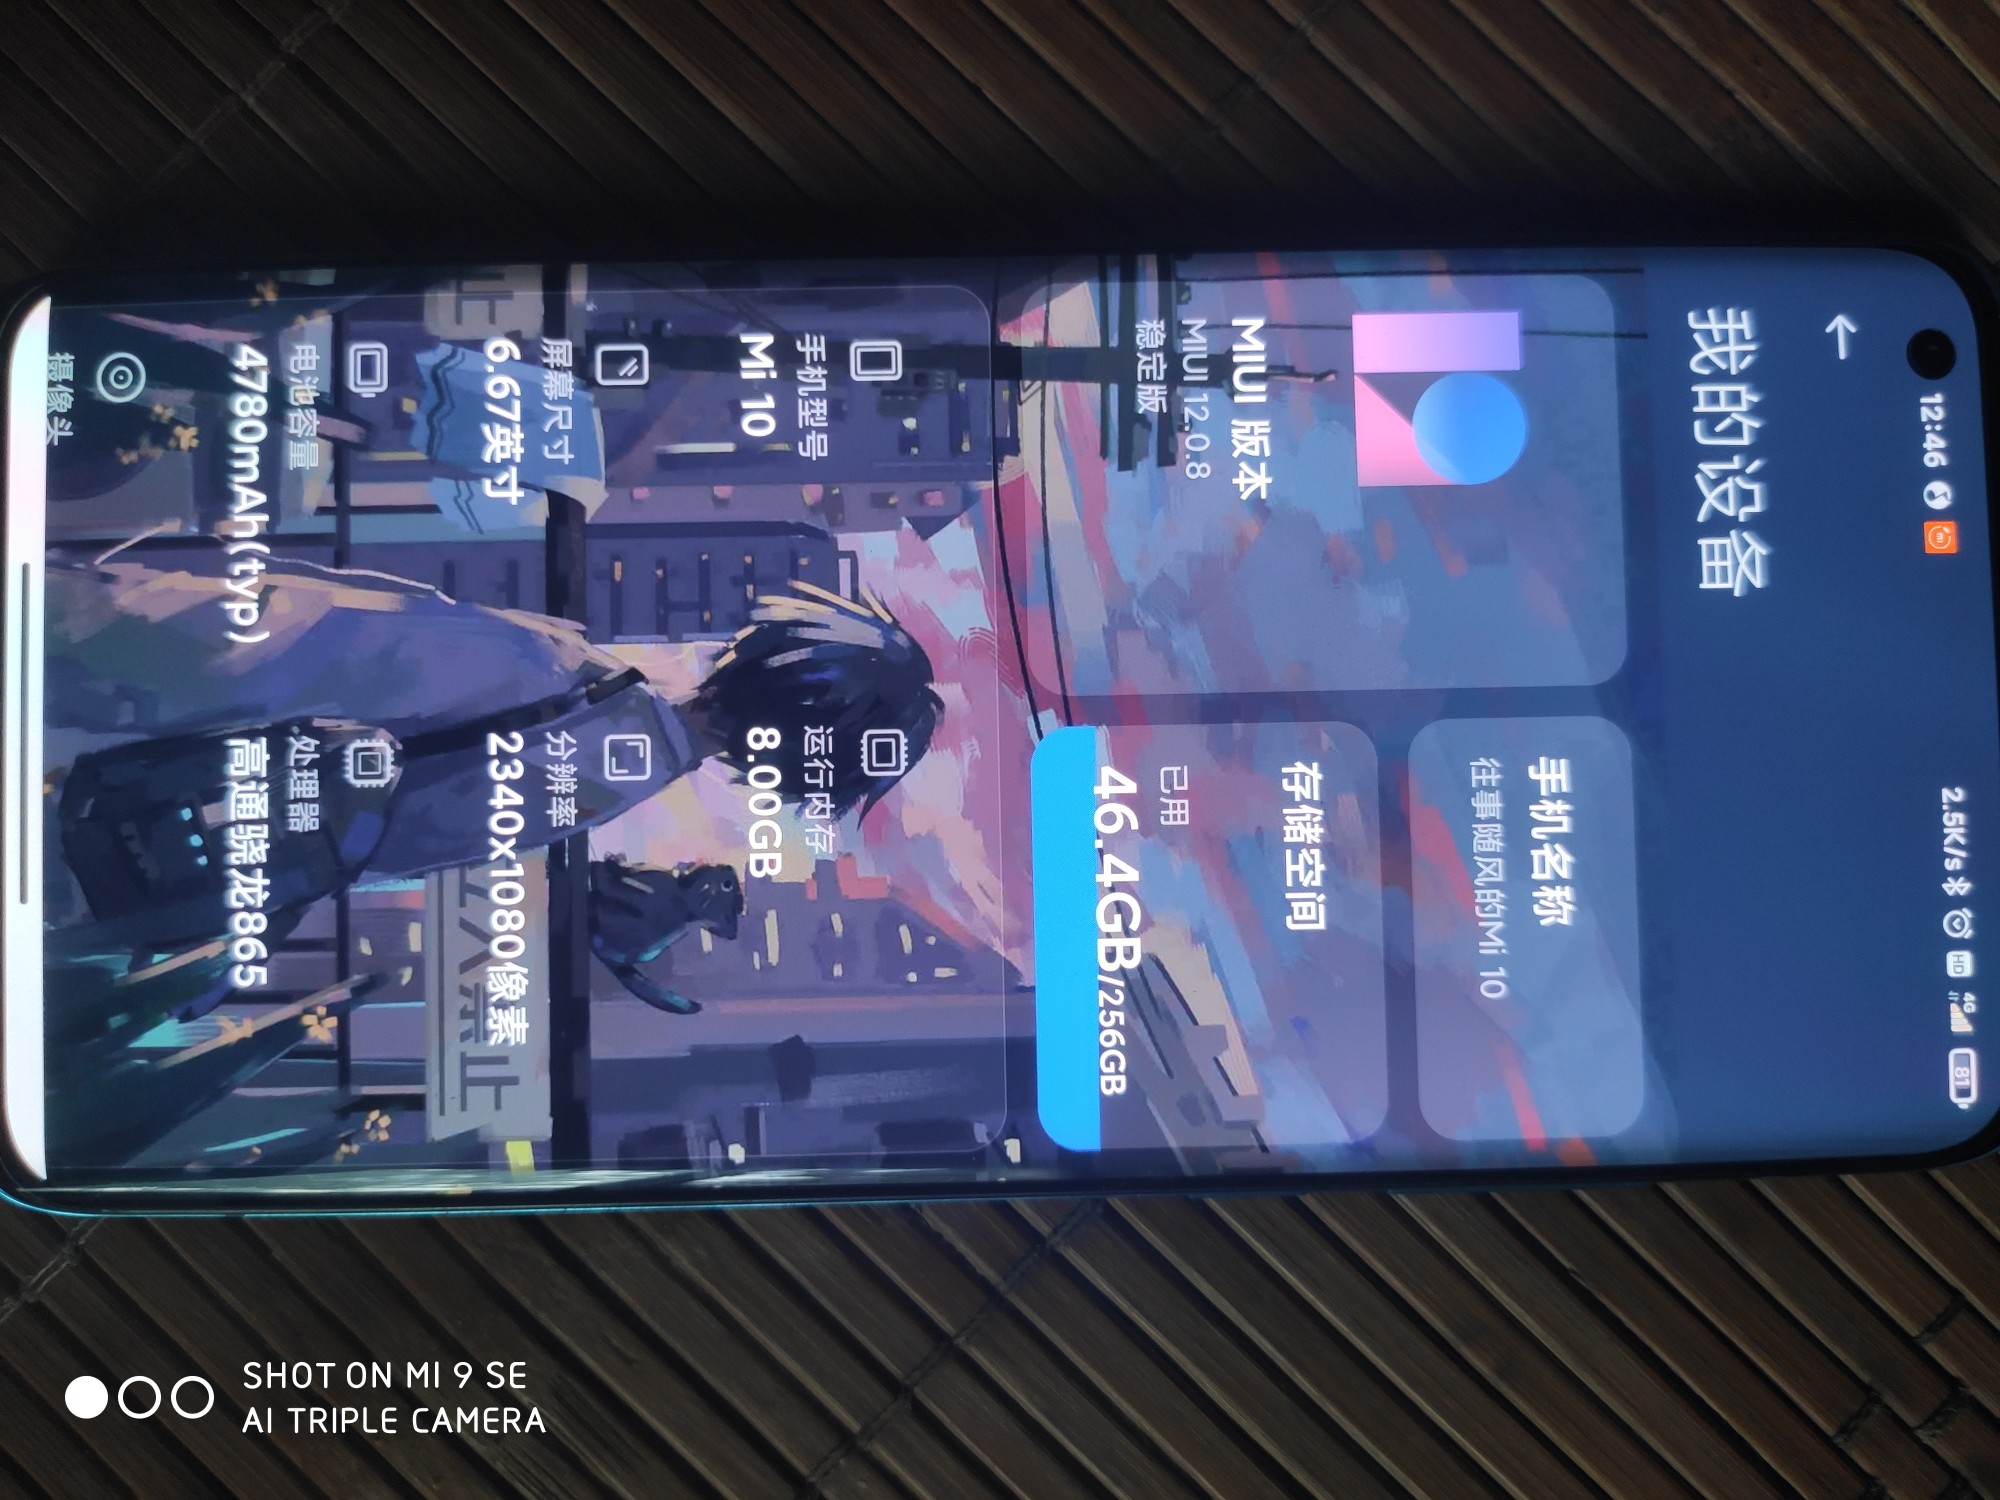 12:46
2.5K/s
HD
4G
81
我的设备
MIUI 版本
MIUI 12.0.8
稳定版
手机名称
往事随风的Mi 10
存储空间
已用
46.4GB/256GB
手机型号
Mi 10
运行内存
8.00GB
屏幕尺寸
6.67英寸
分辨率
2340x1080像素
电池容量
4780mAh(typ)
处理器
高通骁龙865
摄像头
SHOT ON MI 9 SE
AI TRIPLE CAMERA